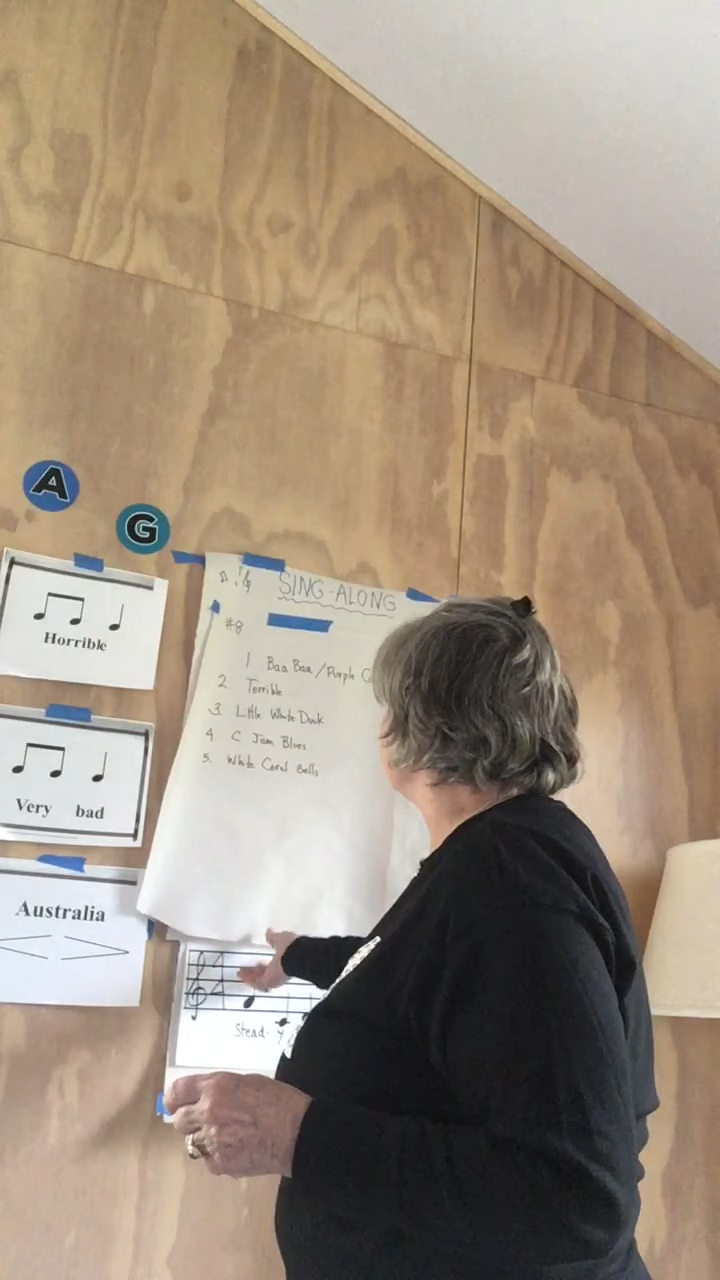 A
G
Horrible
Very bad
Australia
SING-ALONG
#8
1 Baa Baa / Purple
2. Terrible
3. Little White Duck
4. C Jam Blues
5. White Coral Bells
Stead-y